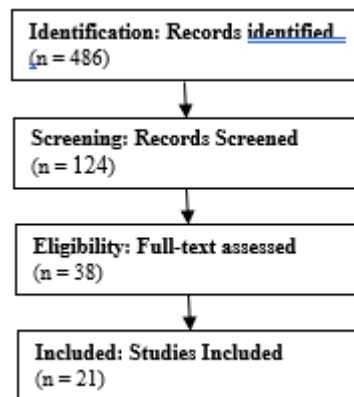 Identification: Records identified
(n = 486)
Screening: Records Screened
(n = 124)
Eligibility: Full-text assessed
(n = 38)
Included: Studies Included
(n = 21)